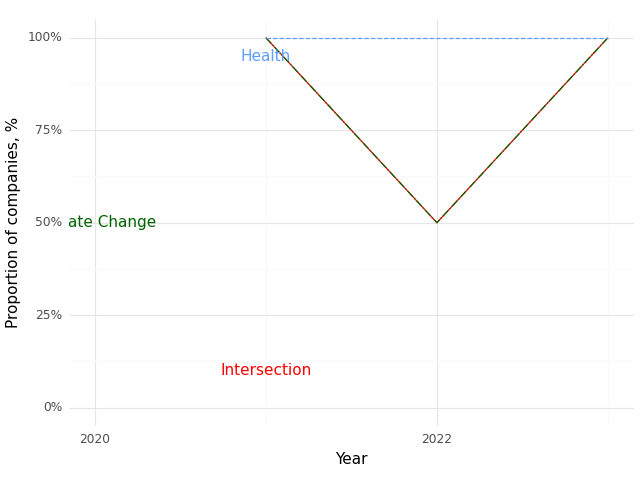 100%
Health
75%
ate Change
50%
25%
Intersection
0%
2020
2022
Year
Proportion of companies, %